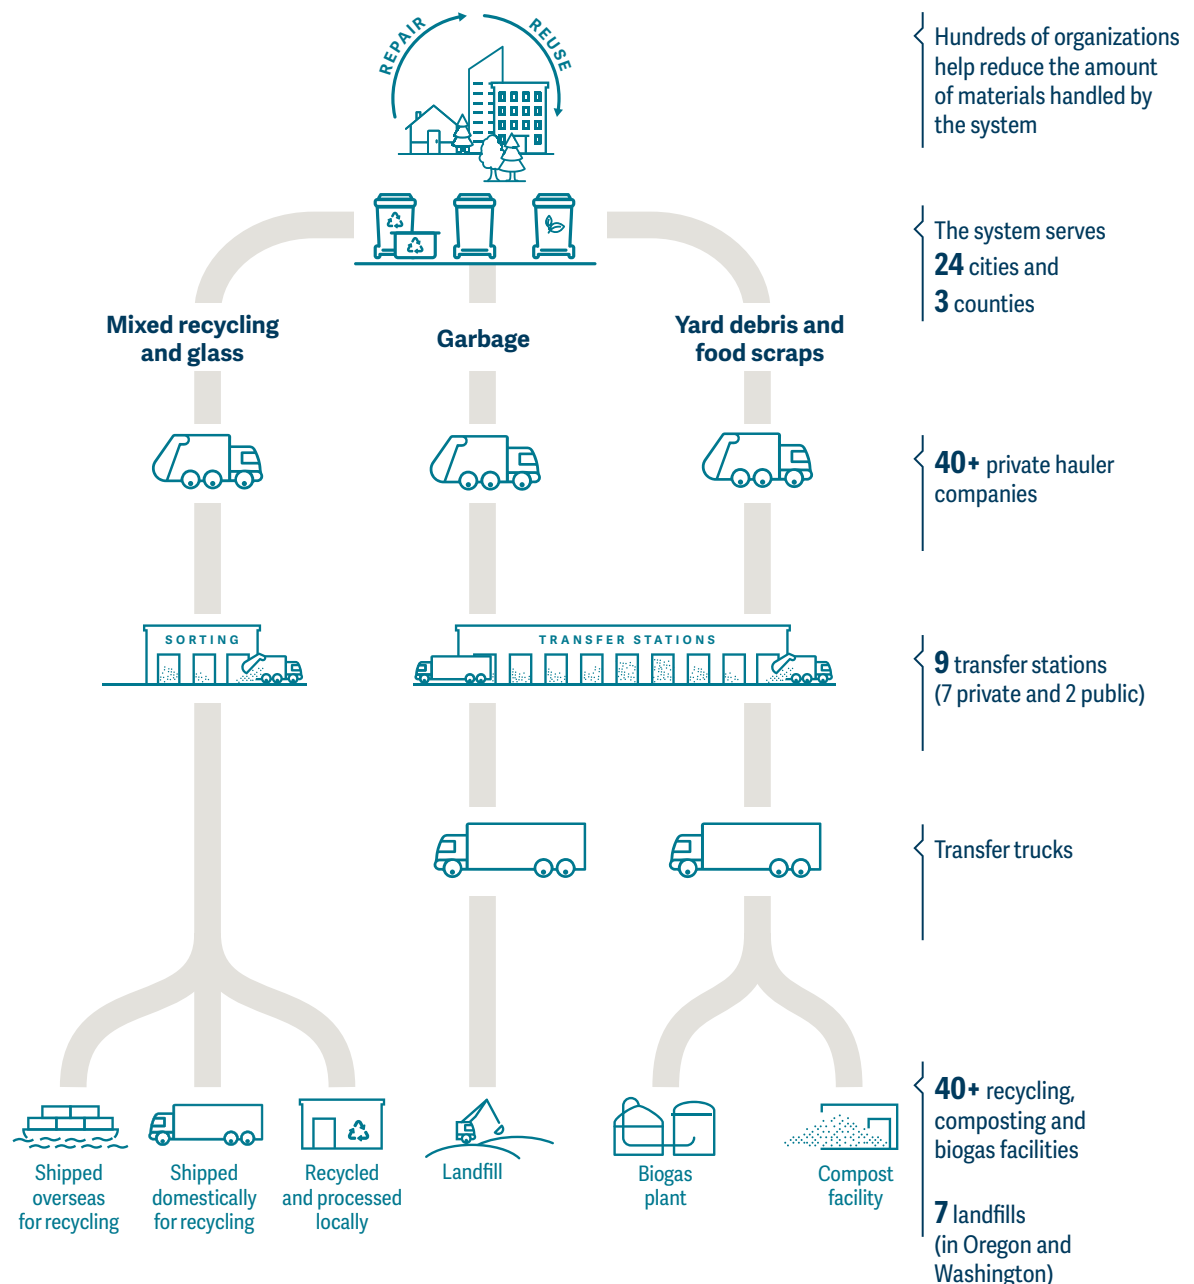 REPAIR
REUSE
Hundreds of organizations
help reduce the amount
of materials handled by
the system
The system serves
24 cities and
3 counties
Mixed recycling
and glass
Garbage
Yard debris and
food scraps
40+ private hauler
companies
SORTING
TRANSFER STATIONS
9 transfer stations
(7 private and 2 public)
Transfer trucks
40+ recycling,
composting and
biogas facilities
7 landfills
(in Oregon and
Washington)
Shipped
overseas
for recycling
Shipped
domestically
for recycling
Recycled
and processed
locally
Landfill
Biogas
plant
Compost
facility